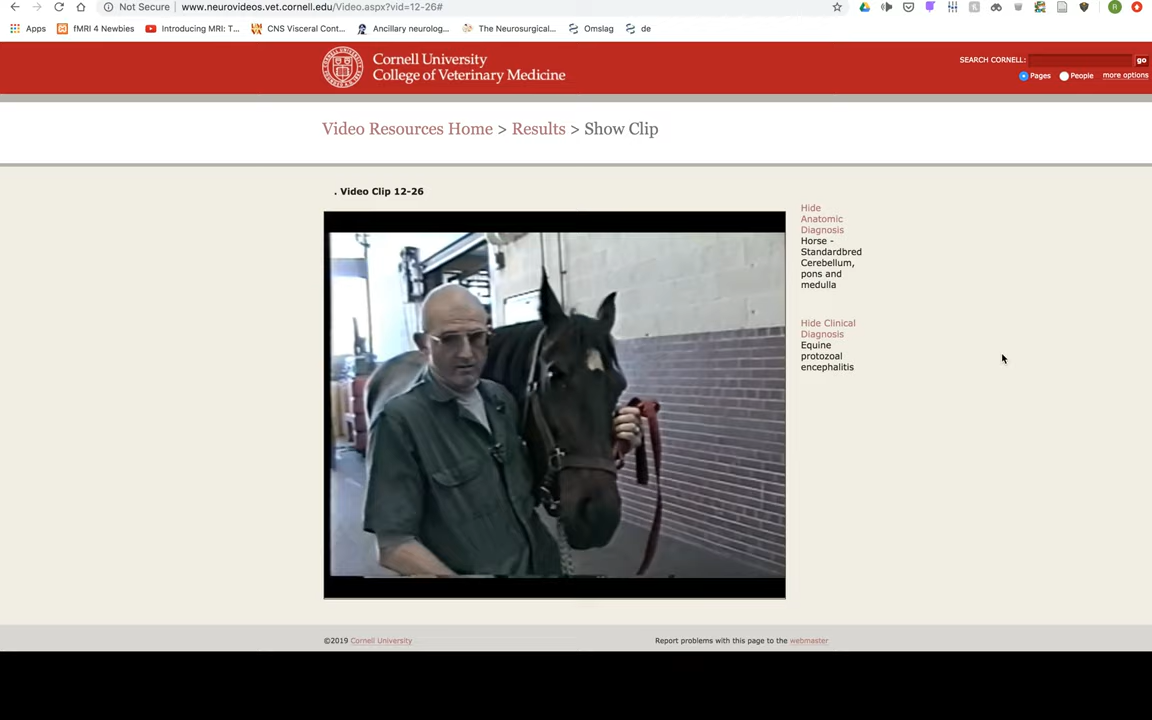 Not Secure www.neurovideos.vet.cornell.edu/Video.aspx?vid=12-26#
Apps fMRI 4 Newbies Introducing MRI: T... CNS Visceral Cont... Ancillary neurolog... The Neurosurgical... Omslag de
Cornell University
College of Veterinary Medicine
SEARCH CORNELL: go
Pages People more options
Video Resources Home > Results > Show Clip
. Video Clip 12-26
Hide
Anatomic
Diagnosis
Horse -
Standardbred
Cerebellum,
pons and
medulla
Hide Clinical
Diagnosis
Equine
protozoal
encephalitis
©2019 Cornell University
Report problems with this page to the webmaster